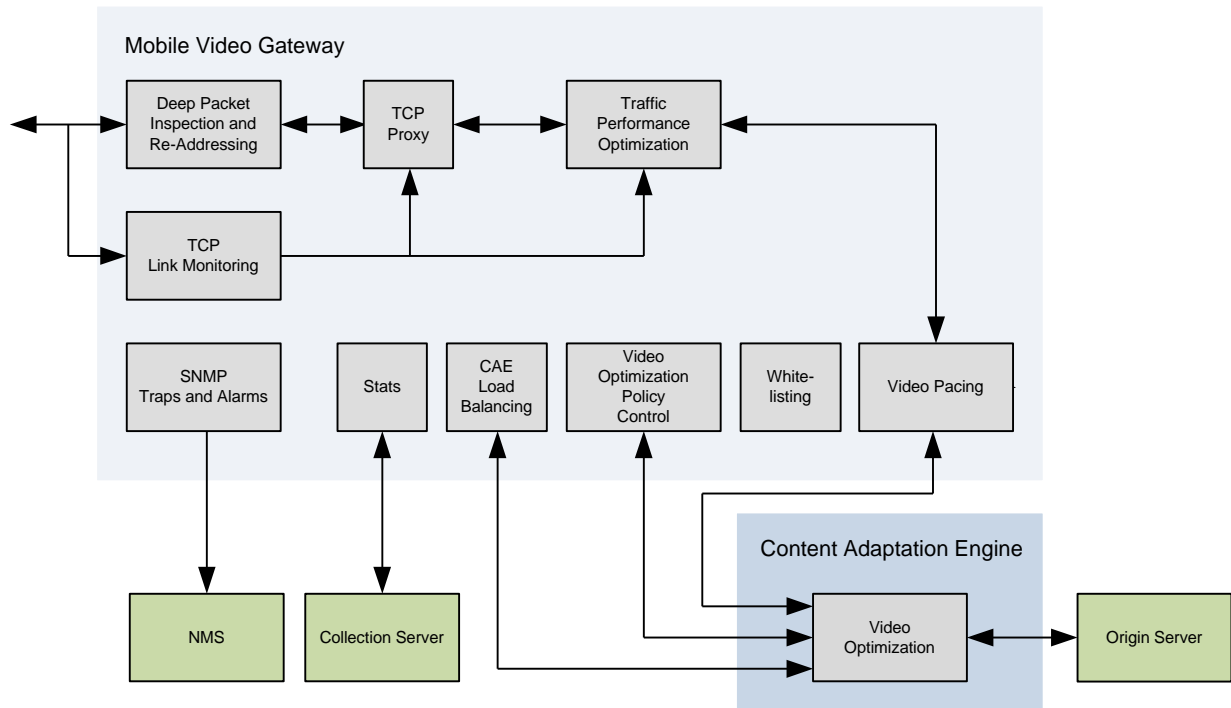 Mobile Video Gateway
Deep Packet
Inspection and
Re-Addressing
TCP
Proxy
Traffic
Performance
Optimization
TCP
Link Monitoring
SNMP
Traps and Alarms
Stats
CAE
Load
Balancing
Video
Optimization
Policy
Control
White-
listing
Video Pacing
Content Adaptation Engine
NMS
Collection Server
Video
Optimization
Origin Server